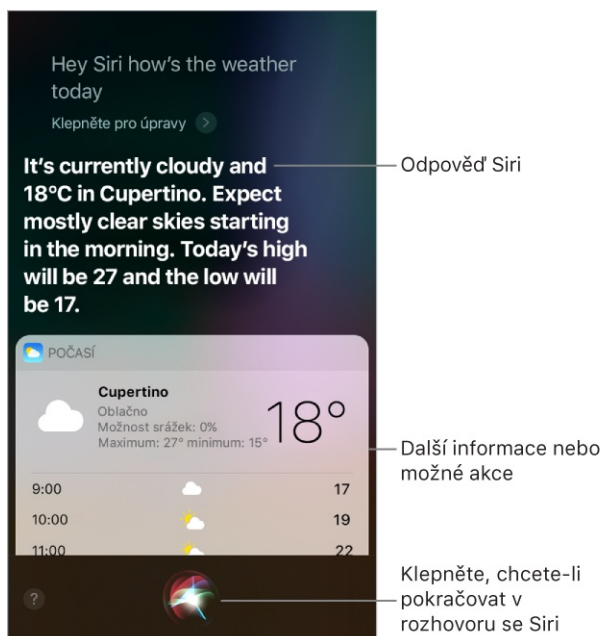 Hey Siri how's the weather
today
Klepněte pro úpravy
It's currently cloudy and
18°C in Cupertino. Expect
mostly clear skies starting
in the morning. Today's high
will be 27 and the low will
be 17.
Odpověď Siri
POČASÍ
Cupertino
Oblačno
Možnost srážek: 0%
Maximum: 27° minimum: 15°
18°
9:00 17
10:00 19
11:00 22
Další informace nebo
možné akce
?
Klepněte, chcete-li
pokračovat v
rozhovoru se Siri